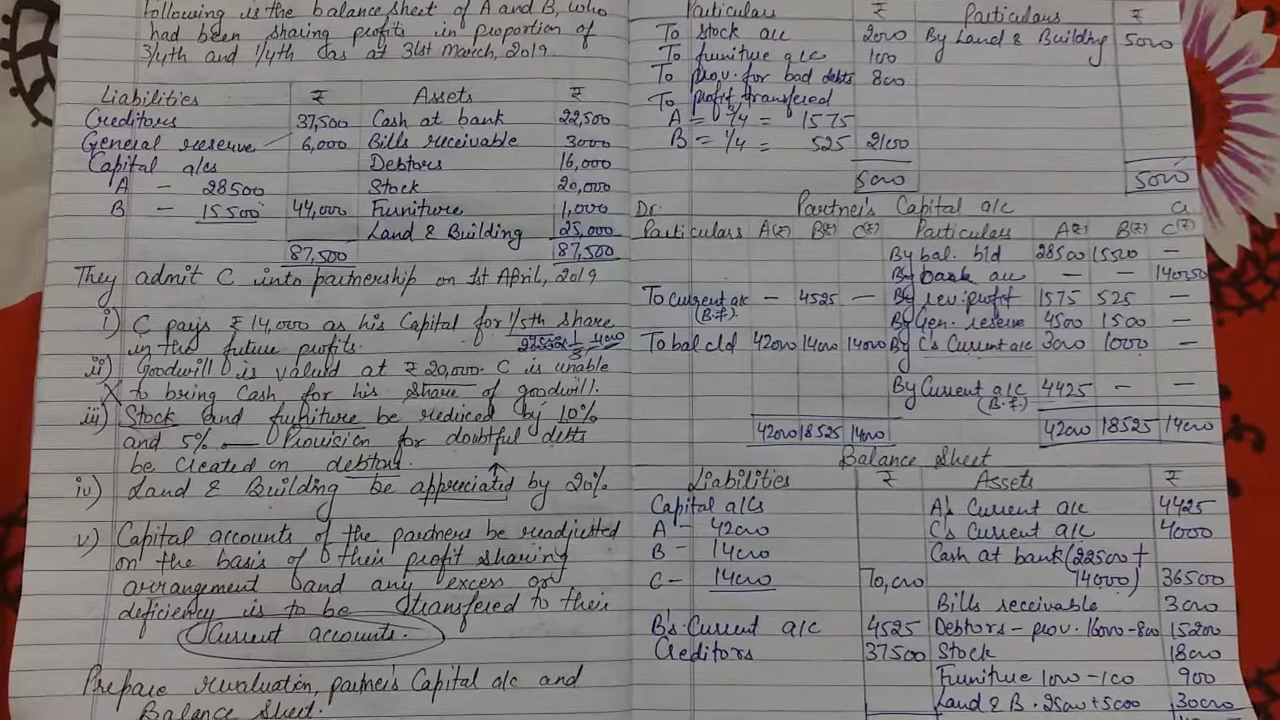 Following is the balance sheet of A and B, who
had been sharing profits in proportion of
3/4th and 1/4th as at 31st March, 2019.
Liabilities ₹ Assets ₹
Creditors 37,500 Cash at bank 22,500
General reserve 6,000 Bills receivable 3000
Capital a/cs Debtors 16,000
A - 28500 Stock 20,000
B - 15500 44,000 Furniture 1,000
Land & Building 25,000
87,500 87,500
They admit C into partnership on 1st April, 2019
i) C pays ₹ 14,000 as his Capital for 1/5th share
in the future profits.
ii) Goodwill is valued at ₹ 20,000. C is unable
to bring Cash for his share of goodwill.
iii) Stock and furniture be reduced by 10%
and 5% Provision for doubtful debts
be created on debtors.
iv) Land & Building be appreciated by 20%
v) Capital accounts of the partners be readjusted
on the basis of their profit sharing
arrangement and any excess or
deficiency is to be transfered to their
Current accounts.
Prepare revaluation, partner's Capital a/c and
Balance Sheet.
Particulars ₹ Particulars ₹
To stock a/c 2000 By Land & Building 5000
To furniture a/c 100
To prov. for bad debts 800
To profit transfered
A = 3/4 = 1575
B = 1/4 = 525 2100
5000 5000
Dr. Partner's Capital a/c Cr
Particulars A(₹) B(₹) C(₹) Particulars A(₹) B(₹) C(₹)
By bal. b/d 28500 15500 -
By bank a/c - - 14000
To current a/c - 4525 - By rev. profit 1575 525 -
(B.f.) By Gen. reserve 4500 1500 -
To bal c/d 42000 14000 14000 By C's Current a/c 3000 1000 -
By Current a/c 4425 - -
(B.f.)
42000 18525 14000 42000 18525 14000
Balance Sheet
Liabilities ₹ Assets ₹
Capital a/cs A's Current a/c 4425
A - 42000 C's Current a/c 4000
B - 14000 Cash at bank (22500 +
C - 14000 70,000 14000) 36500
Bills receivable 3000
B's Current a/c 4525 Debtors - prov. 16000 - 800 15200
Creditors 37500 Stock 18000
Furniture 1000 - 100 900
Land & B. 25000 + 5000 30000